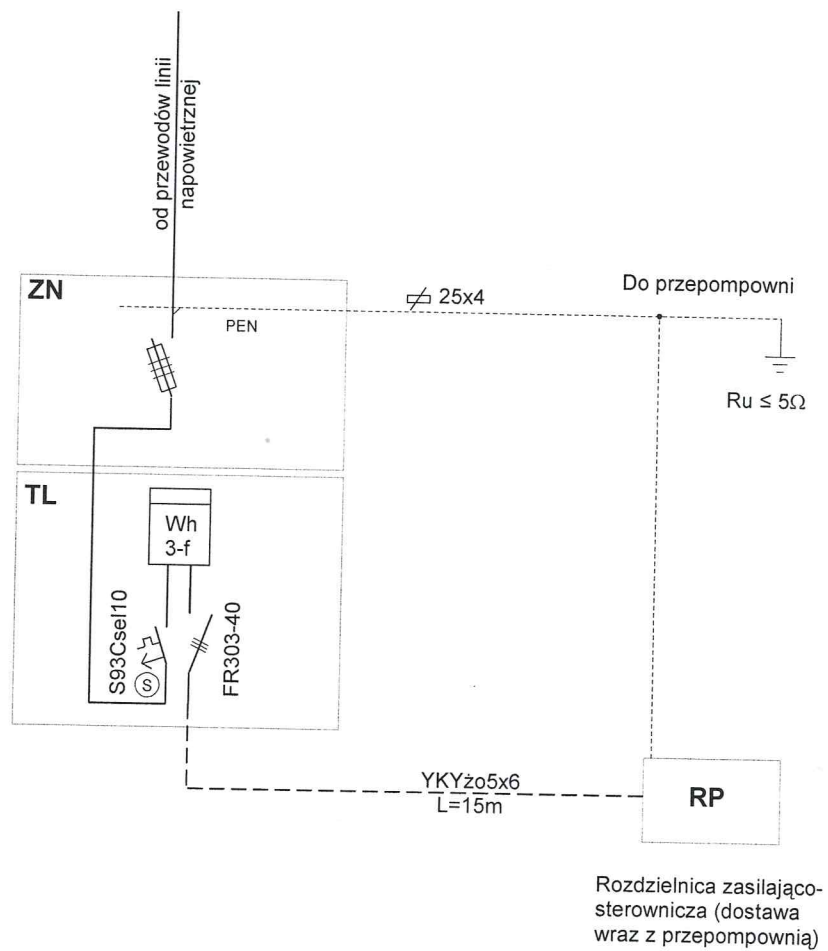 od przewodów linii
napowietrznej
ZN
PEN
25x4
Do przepompowni
Ru ≤ 5Ω
TL
Wh
3-f
S93Csel10
S
FR303-40
YKYżo5x6
L=15m
RP
Rozdzielnica zasilająco-
sterownicza (dostawa
wraz z przepompownią)